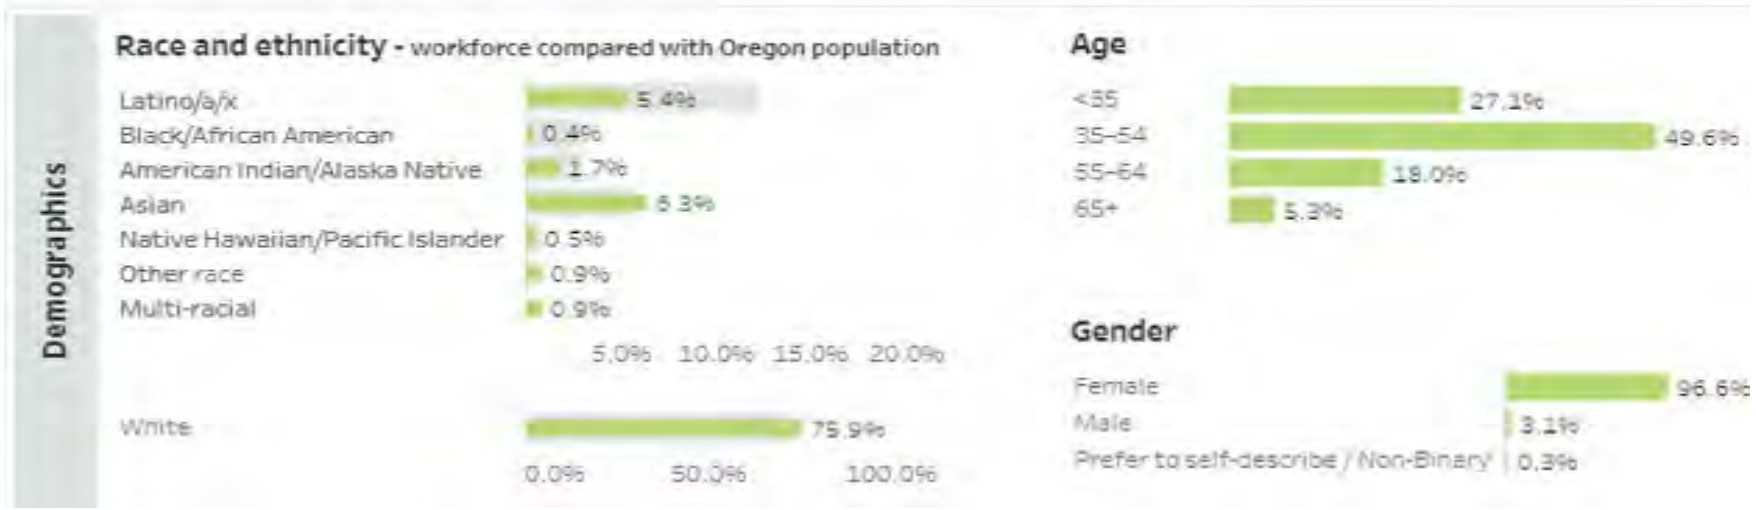 Demographics
Race and ethnicity - workforce compared with Oregon population
Latino/a/x 5.4%
Black/African American 0.4%
American Indian/Alaska Native 1.7%
Asian 6.3%
Native Hawaiian/Pacific Islander 0.5%
Other race 0.9%
Multi-racial 0.9%
5.0% 10.0% 15.0% 20.0%
White 75.9%
0.0% 50.0% 100.0%
Age
<35 27.1%
35-54 49.6%
55-64 18.0%
65+ 5.3%
Gender
Female 96.6%
Male 3.1%
Prefer to self-describe / Non-Binary 0.3%